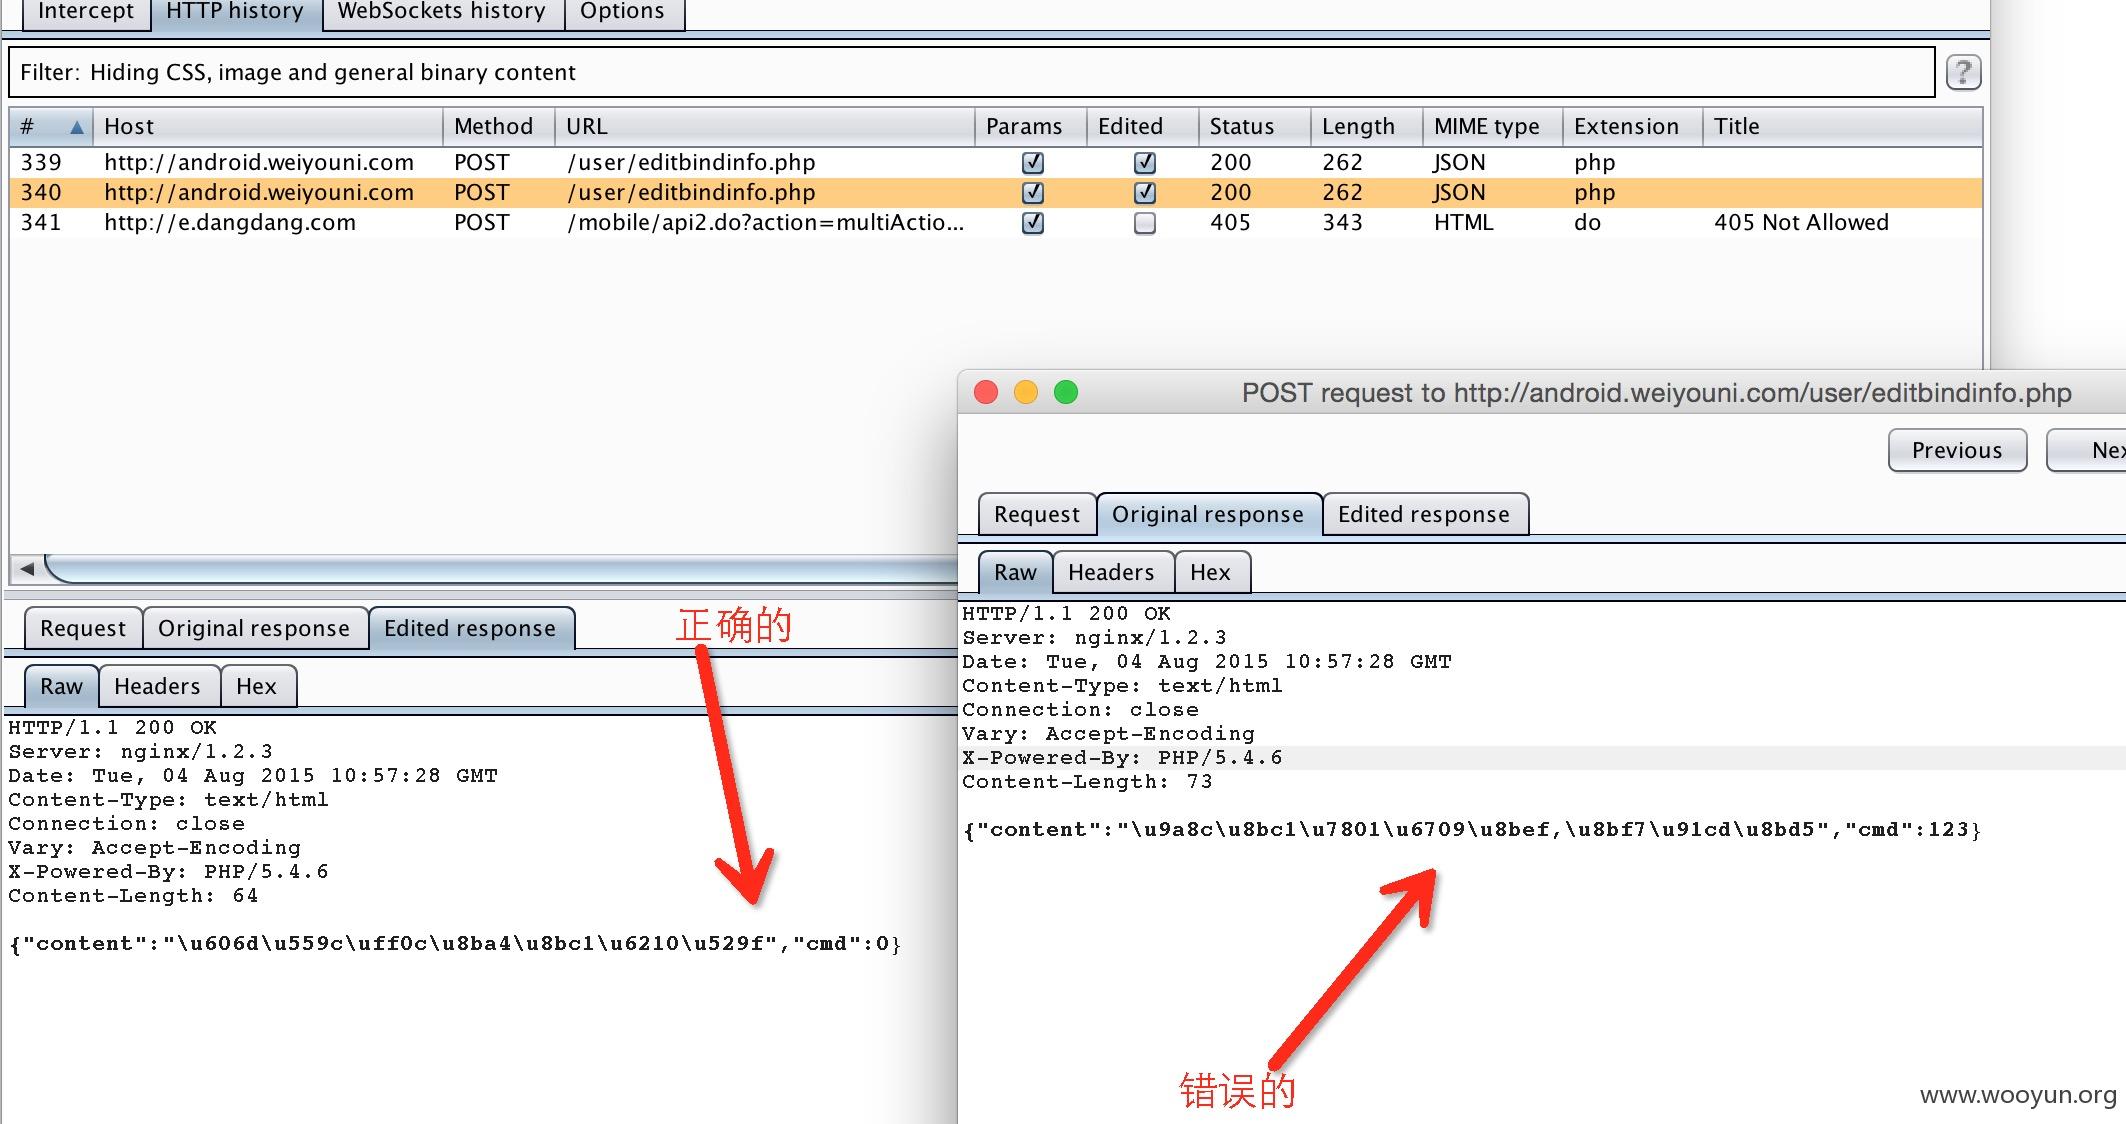 Intercept HTTP history WebSockets history Options
Filter: Hiding CSS, image and general binary content ?
# Host Method URL Params Edited Status Length MIME type Extension Title
339 http://android.weiyouni.com POST /user/editbindinfo.php 200 262 JSON php
340 http://android.weiyouni.com POST /user/editbindinfo.php 200 262 JSON php
341 http://e.dangdang.com POST /mobile/api2.do?action=multiActio... 405 343 HTML do 405 Not Allowed
POST request to http://android.weiyouni.com/user/editbindinfo.php
Previous Nex
Request Original response Edited response
Raw Headers Hex
HTTP/1.1 200 OK
Server: nginx/1.2.3
Date: Tue, 04 Aug 2015 10:57:28 GMT
Content-Type: text/html
Connection: close
Vary: Accept-Encoding
X-Powered-By: PHP/5.4.6
Content-Length: 73
{"content":"\u9a8c\u8bc1\u7801\u6709\u8bef,\u8bf7\u91cd\u8bd5","cmd":123}
错误的
Request Original response Edited response
正确的
Raw Headers Hex
HTTP/1.1 200 OK
Server: nginx/1.2.3
Date: Tue, 04 Aug 2015 10:57:28 GMT
Content-Type: text/html
Connection: close
Vary: Accept-Encoding
X-Powered-By: PHP/5.4.6
Content-Length: 64
{"content":"\u606d\u559c\uff0c\u8ba4\u8bc1\u6210\u529f","cmd":0}
www.wooyun.org